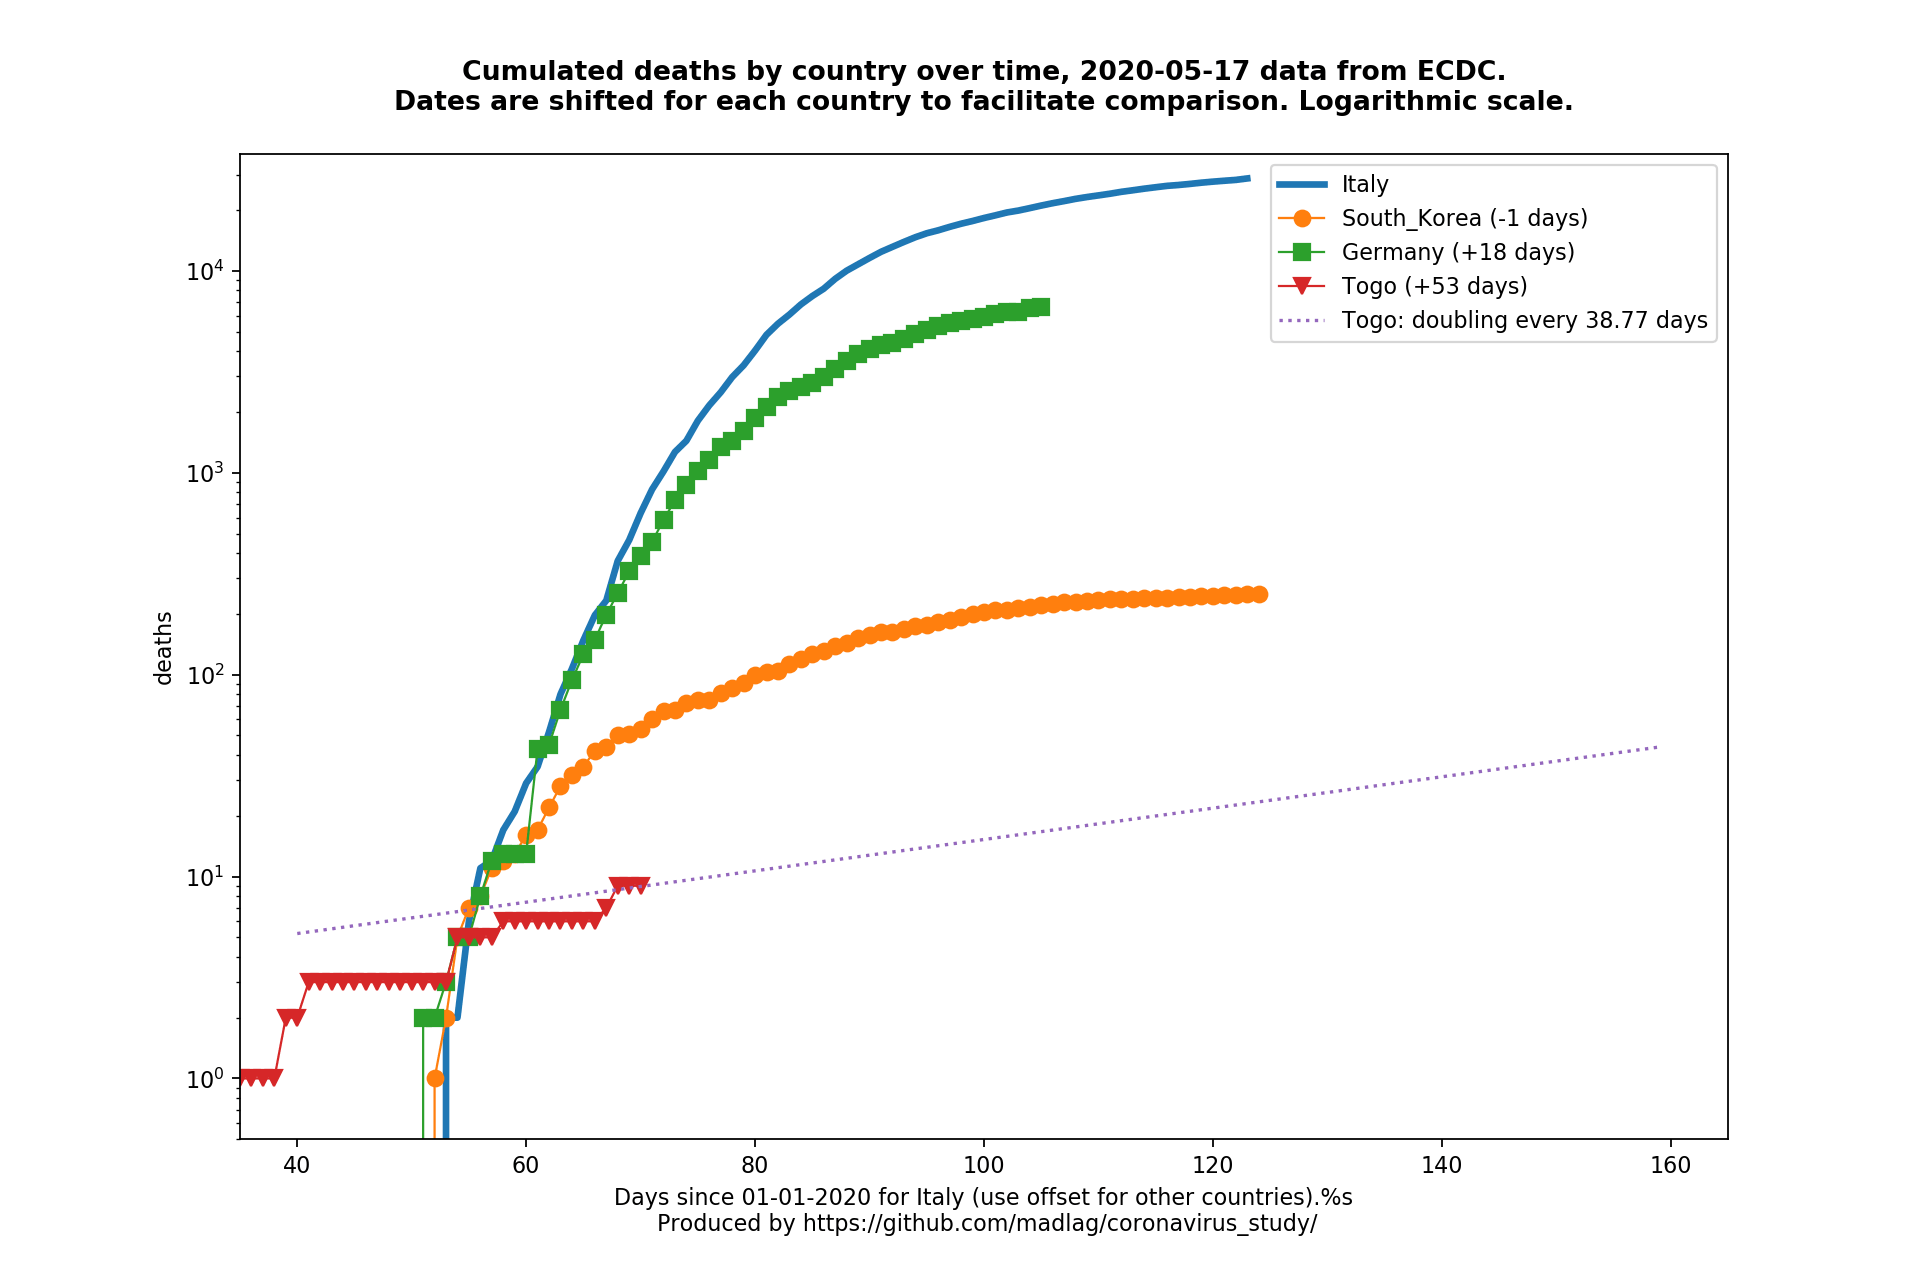 Cumulated deaths by country over time, 2020-05-17 data from ECDC.
Dates are shifted for each country to facilitate comparison. Logarithmic scale.
Italy
South_Korea (-1 days)
Germany (+18 days)
Togo (+53 days)
Togo: doubling every 38.77 days
deaths
10⁴
10³
10²
10¹
10⁰
40 60 80 100 120 140 160
Days since 01-01-2020 for Italy (use offset for other countries).%s
Produced by https://github.com/madlag/coronavirus_study/